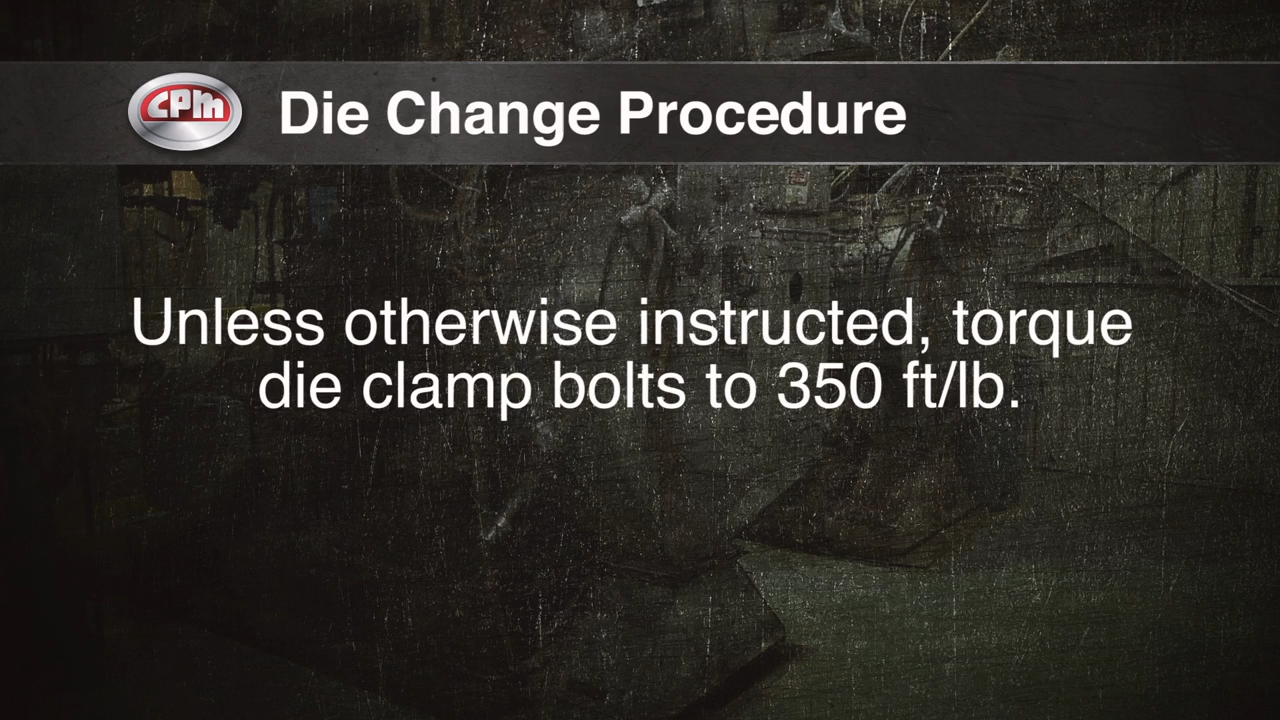 CPM
Die Change Procedure
Unless otherwise instructed, torque
die clamp bolts to 350 ft/lb.